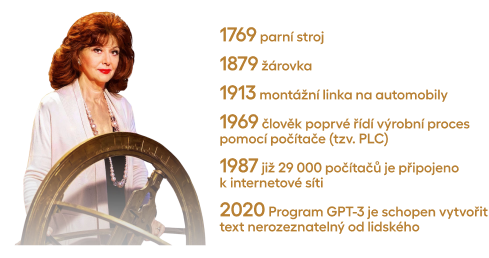 1769 parní stroj
1879 žárovka
1913 montážní linka na automobily
1969 člověk poprvé řídí výrobní proces
pomocí počítače (tzv. PLC)
1987 již 29 000 počítačů je připojeno
k internetové síti
2020 Program GPT-3 je schopen vytvořit
text nerozeznatelný od lidského